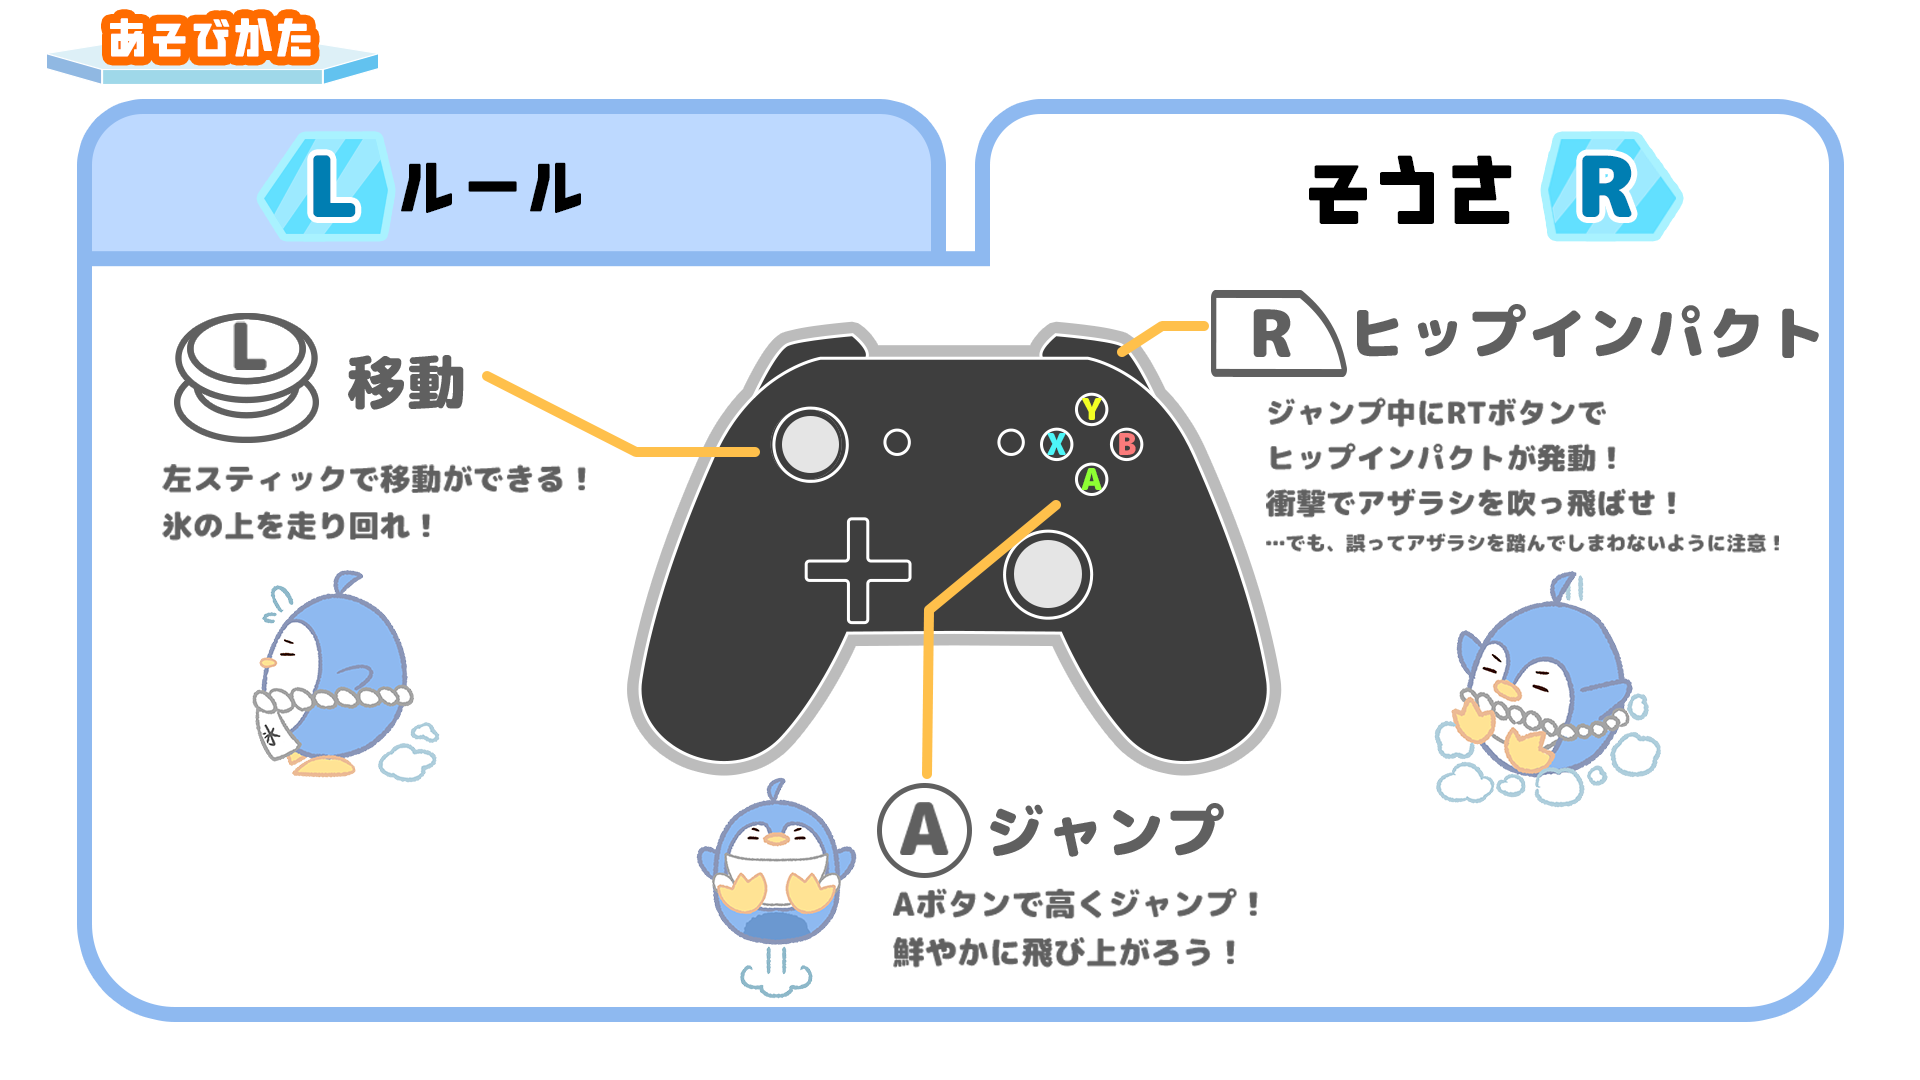 あそびかた
L ルール
そうさ R
L 移動
左スティックで移動ができる！
氷の上を走り回れ！
R ヒップインパクト
ジャンプ中にRTボタンで
ヒップインパクトが発動！
衝撃でアザラシを吹っ飛ばせ！
…でも、誤ってアザラシを踏んでしまわないように注意！
Y
X
B
A
氷
A ジャンプ
Aボタンで高くジャンプ！
鮮やかに飛び上がろう！